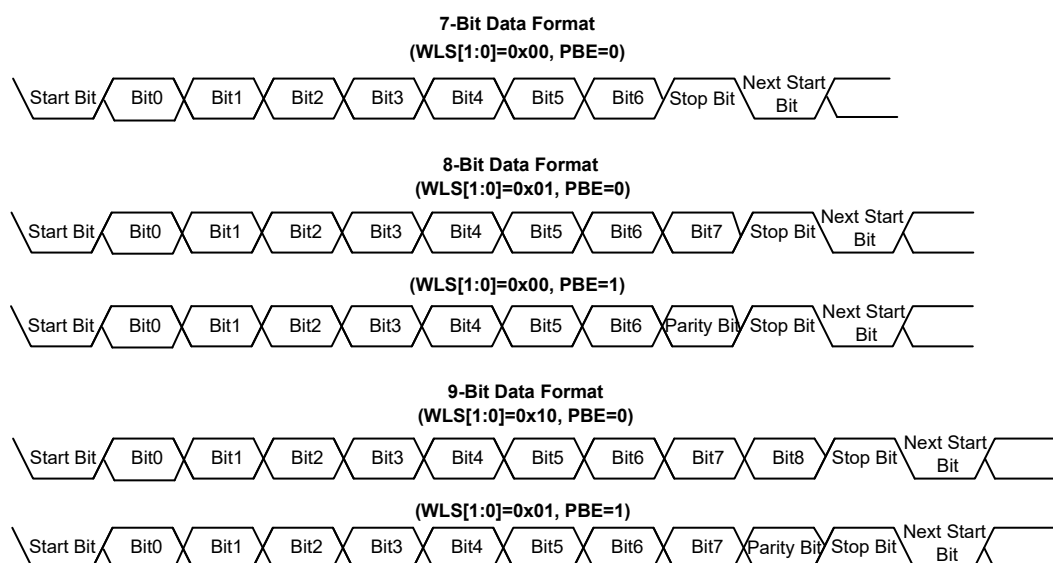 7-Bit Data Format
(WLS[1:0]=0x00, PBE=0)
Start Bit Bit0 Bit1 Bit2 Bit3 Bit4 Bit5 Bit6 Stop Bit Next Start Bit
8-Bit Data Format
(WLS[1:0]=0x01, PBE=0)
Start Bit Bit0 Bit1 Bit2 Bit3 Bit4 Bit5 Bit6 Bit7 Stop Bit Next Start Bit
(WLS[1:0]=0x00, PBE=1)
Start Bit Bit0 Bit1 Bit2 Bit3 Bit4 Bit5 Bit6 Parity Bit Stop Bit Next Start Bit
9-Bit Data Format
(WLS[1:0]=0x10, PBE=0)
Start Bit Bit0 Bit1 Bit2 Bit3 Bit4 Bit5 Bit6 Bit7 Bit8 Stop Bit Next Start Bit
(WLS[1:0]=0x01, PBE=1)
Start Bit Bit0 Bit1 Bit2 Bit3 Bit4 Bit5 Bit6 Bit7 Parity Bit Stop Bit Next Start Bit